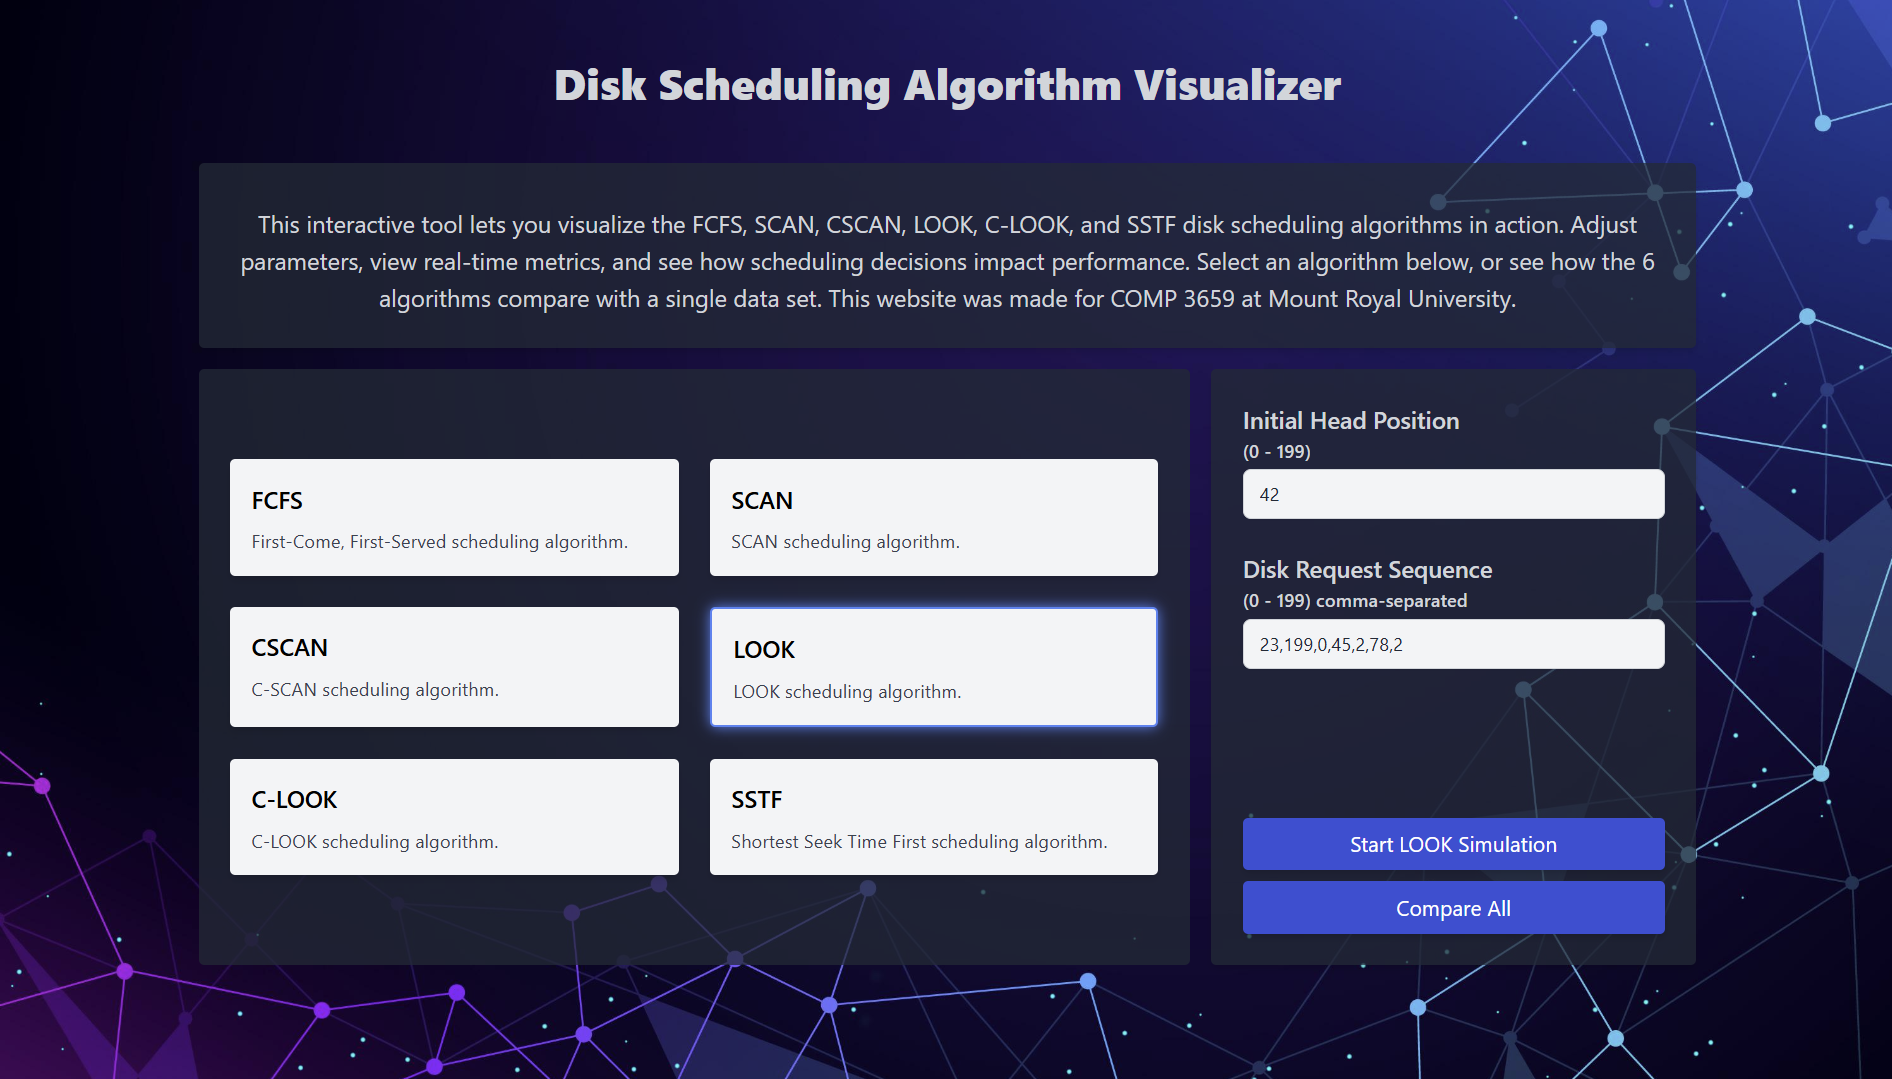 Disk Scheduling Algorithm Visualizer
This interactive tool lets you visualize the FCFS, SCAN, CSCAN, LOOK, C-LOOK, and SSTF disk scheduling algorithms in action. Adjust
parameters, view real-time metrics, and see how scheduling decisions impact performance. Select an algorithm below, or see how the 6
algorithms compare with a single data set. This website was made for COMP 3659 at Mount Royal University.
FCFS
First-Come, First-Served scheduling algorithm.
SCAN
SCAN scheduling algorithm.
CSCAN
C-SCAN scheduling algorithm.
LOOK
LOOK scheduling algorithm.
C-LOOK
C-LOOK scheduling algorithm.
SSTF
Shortest Seek Time First scheduling algorithm.
Initial Head Position
(0 - 199)
42
Disk Request Sequence
(0 - 199) comma-separated
23,199,0,45,2,78,2
Start LOOK Simulation
Compare All